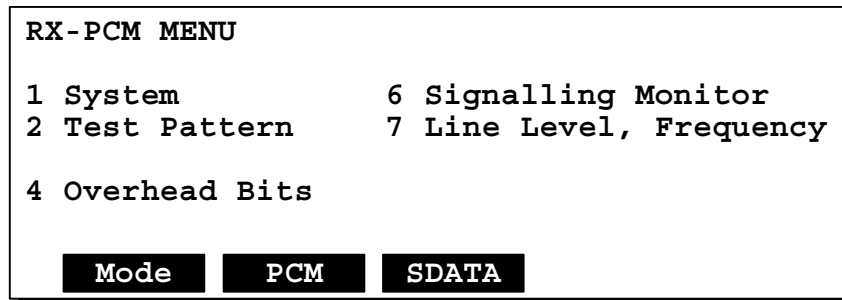 RX-PCM MENU
1 System 6 Signalling Monitor
2 Test Pattern 7 Line Level, Frequency
4 Overhead Bits
Mode PCM SDATA